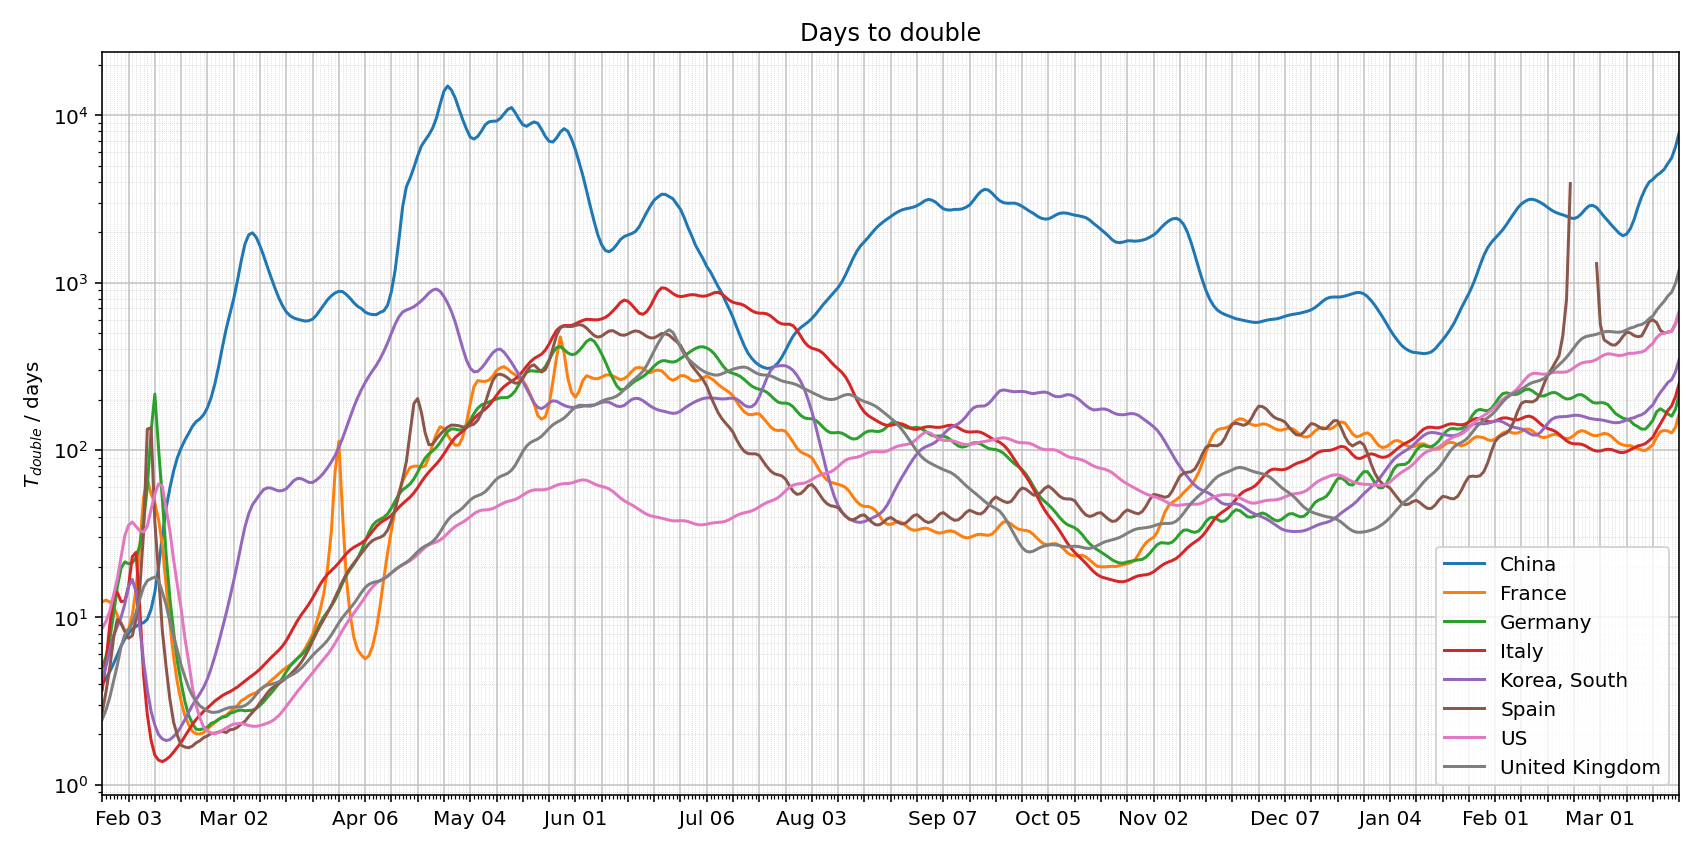 Days to double
T_double / days
10^4
10^3
10^2
10^1
10^0
Feb 03 Mar 02 Apr 06 May 04 Jun 01 Jul 06 Aug 03 Sep 07 Oct 05 Nov 02 Dec 07 Jan 04 Feb 01 Mar 01
China
France
Germany
Italy
Korea, South
Spain
US
United Kingdom